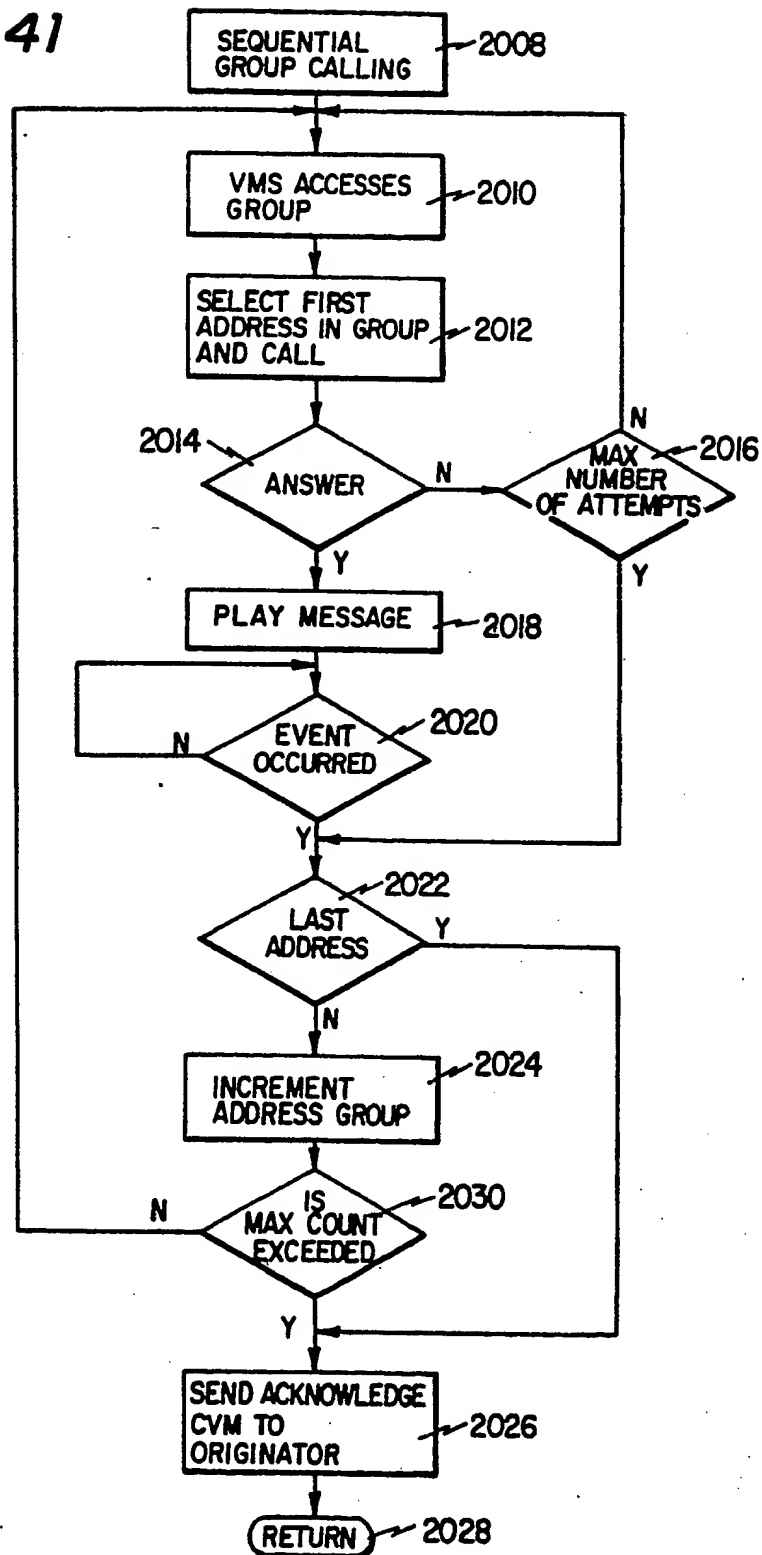 41
SEQUENTIAL
GROUP CALLING
2008
VMS ACCESSES
GROUP
2010
SELECT FIRST
ADDRESS IN GROUP
AND CALL
2012
2014
ANSWER
N
Y
N
MAX
NUMBER
OF ATTEMPTS
2016
Y
PLAY MESSAGE
2018
EVENT
OCCURRED
2020
N
Y
LAST
ADDRESS
2022
Y
N
INCREMENT
ADDRESS GROUP
2024
IS
MAX COUNT
EXCEEDED
2030
N
Y
SEND ACKNOWLEDGE
CVM TO
ORIGINATOR
2026
RETURN
2028